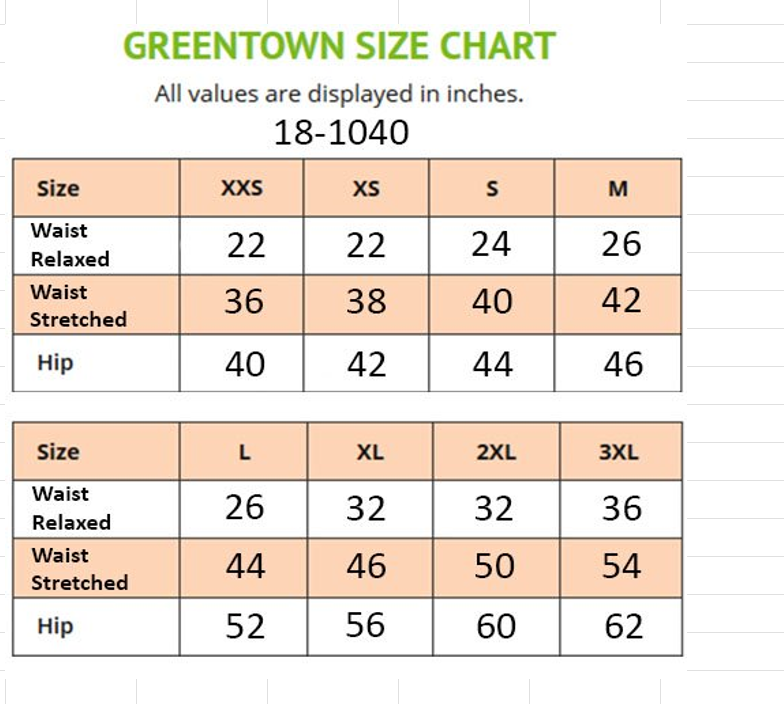 GREENTOWN SIZE CHART
All values are displayed in inches.
18-1040
Size XXS XS S M
Waist Relaxed 22 22 24 26
Waist Stretched 36 38 40 42
Hip 40 42 44 46
Size L XL 2XL 3XL
Waist Relaxed 26 32 32 36
Waist Stretched 44 46 50 54
Hip 52 56 60 62